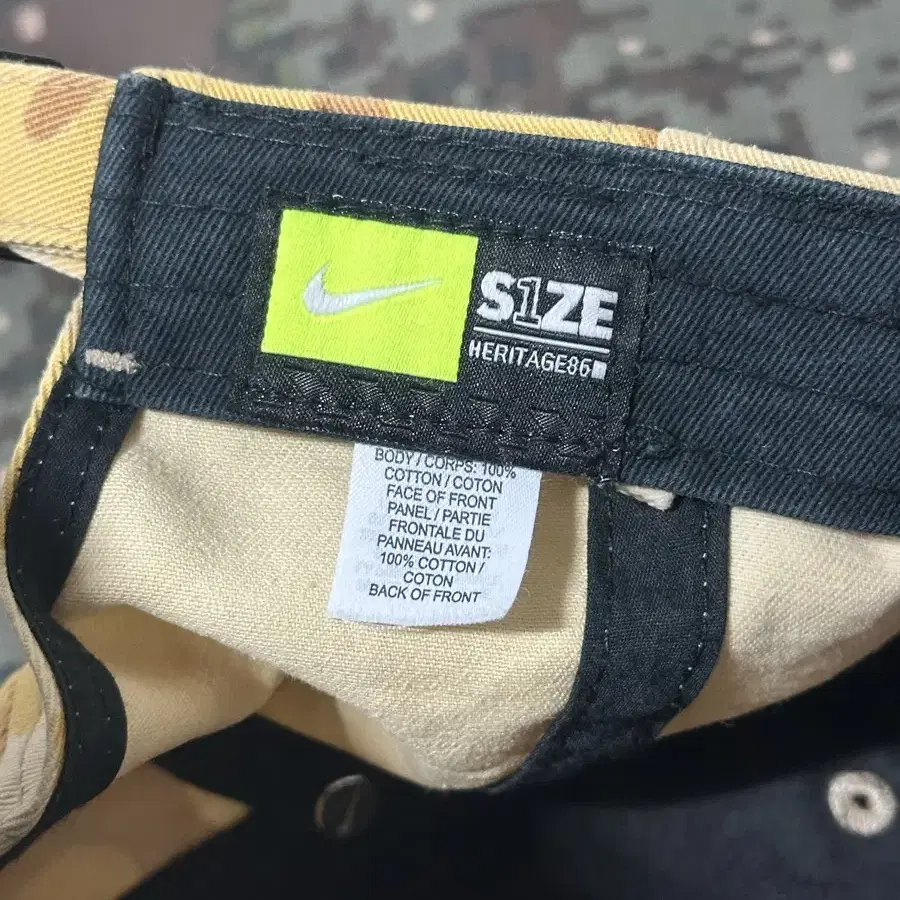 S1ZE
HERITAGE86
BODY / CORPS: 100%
COTTON / COTON
FACE OF FRONT
PANEL / PARTIE
FRONTALE DU
PANNEAU AVANT:
100% COTTON /
COTON
BACK OF FRONT